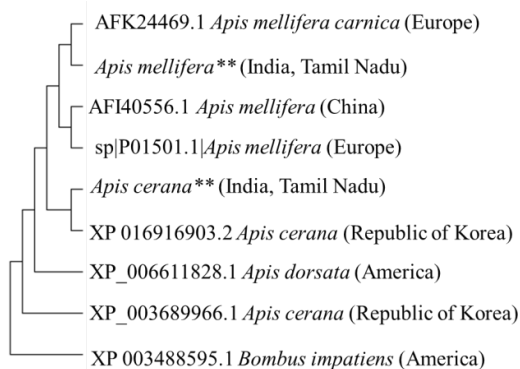 AFK24469.1 Apis mellifera carnica (Europe)
Apis mellifera** (India, Tamil Nadu)
AFI40556.1 Apis mellifera (China)
sp|P01501.1|Apis mellifera (Europe)
Apis cerana** (India, Tamil Nadu)
XP 016916903.2 Apis cerana (Republic of Korea)
XP_006611828.1 Apis dorsata (America)
XP_003689966.1 Apis cerana (Republic of Korea)
XP 003488595.1 Bombus impatiens (America)